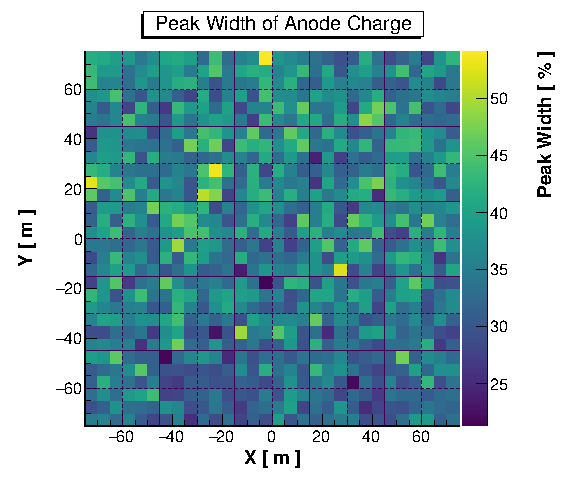 Peak Width of Anode Charge
Y [ m ]
60
40
20
0
−20
−40
−60
−60 −40 −20 0 20 40 60
X [ m ]
50
45
40
35
30
25
Peak Width [ % ]